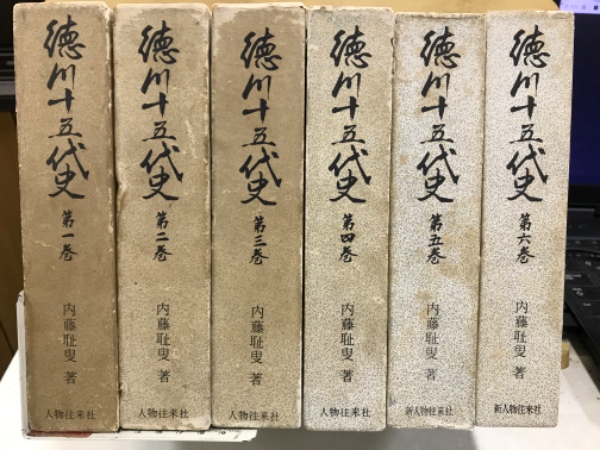 徳川十五代史
第一巻
内藤耻叟 著
人物往来社
徳川十五代史
第二巻
内藤耻叟 著
人物往来社
徳川十五代史
第三巻
内藤耻叟 著
人物往来社
徳川十五代史
第四巻
内藤耻叟 著
人物往来社
徳川十五代史
第五巻
内藤耻叟 著
新人物往来社
徳川十五代史
第六巻
内藤耻叟 著
新人物往来社